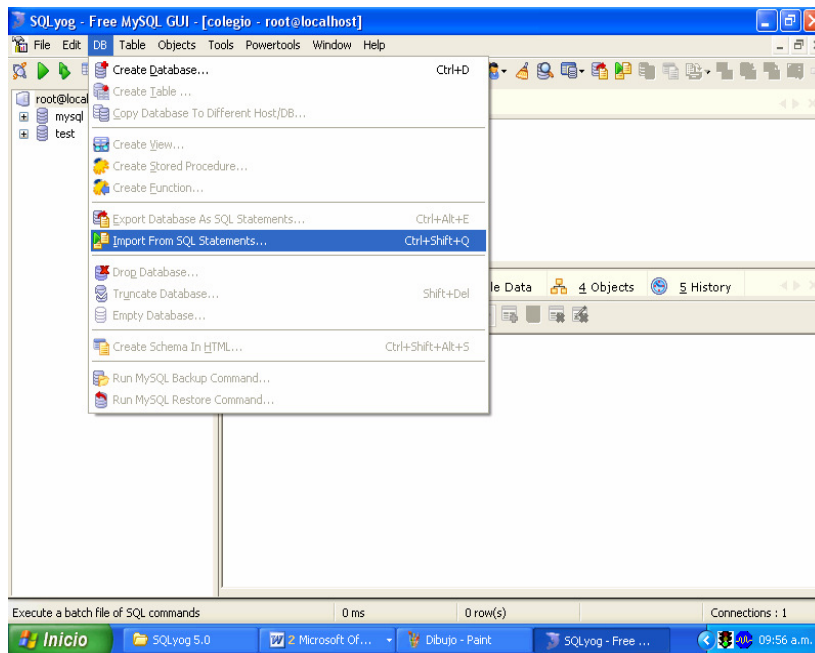 SQLyog - Free MySQL GUI - [colegio - root@localhost]
File Edit DB Table Objects Tools Powertools Window Help
Create Database... Ctrl+D
Create Table ...
Copy Database To Different Host/DB...
Create View...
Create Stored Procedure...
Create Function...
Export Database As SQL Statements... Ctrl+Alt+E
Import From SQL Statements... Ctrl+Shift+Q
Drop Database...
Truncate Database... Shift+Del
Empty Database...
Create Schema In HTML... Ctrl+Shift+Alt+S
Run MySQL Backup Command...
Run MySQL Restore Command...
root@local
mysql
test
le Data 4 Objects 5 History
Execute a batch file of SQL commands 0 ms 0 row(s) Connections : 1
Inicio SQLyog 5.0 2 Microsoft Of... Dibujo - Paint SQLyog - Free ... 09:56 a.m.